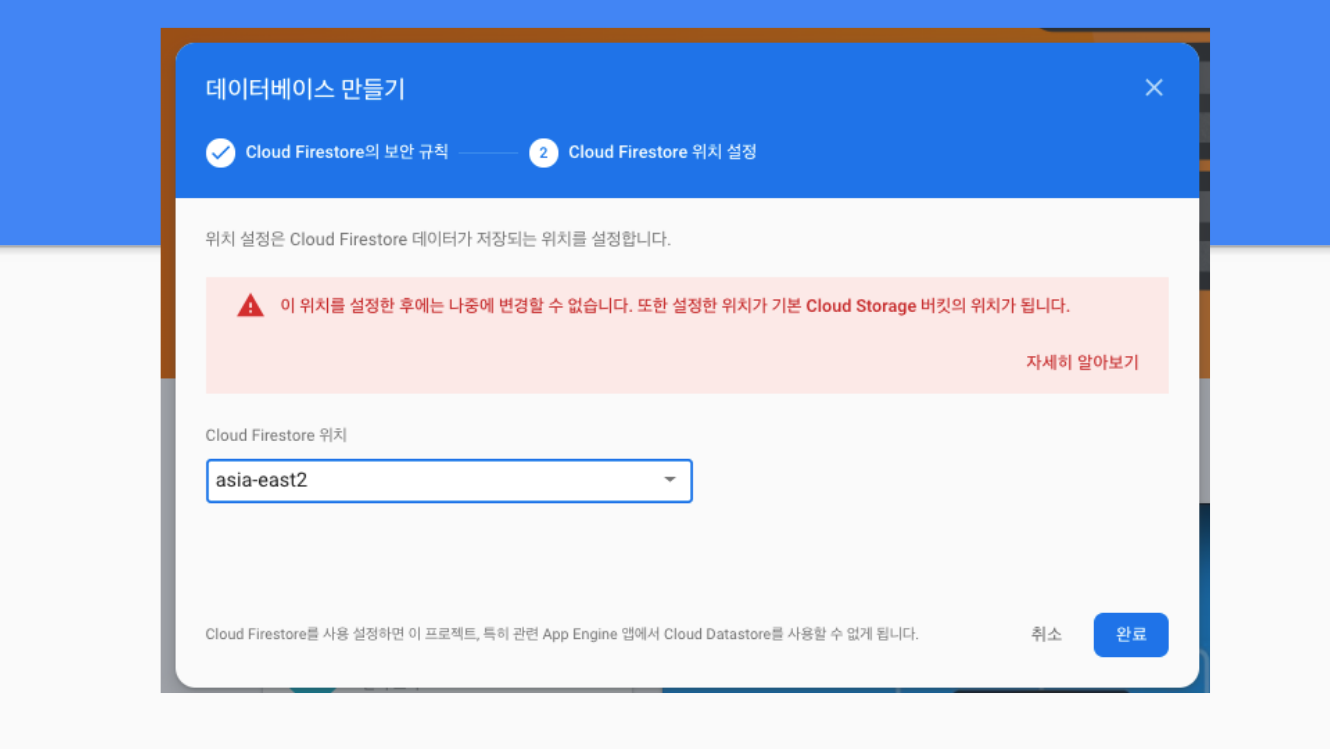 데이터베이스 만들기
Cloud Firestore의 보안 규칙
2 Cloud Firestore 위치 설정
위치 설정은 Cloud Firestore 데이터가 저장되는 위치를 설정합니다.
이 위치를 설정한 후에는 나중에 변경할 수 없습니다. 또한 설정한 위치가 기본 Cloud Storage 버킷의 위치가 됩니다.
자세히 알아보기
Cloud Firestore 위치
asia-east2
Cloud Firestore를 사용 설정하면 이 프로젝트, 특히 관련 App Engine 앱에서 Cloud Datastore를 사용할 수 없게 됩니다.
취소
완료